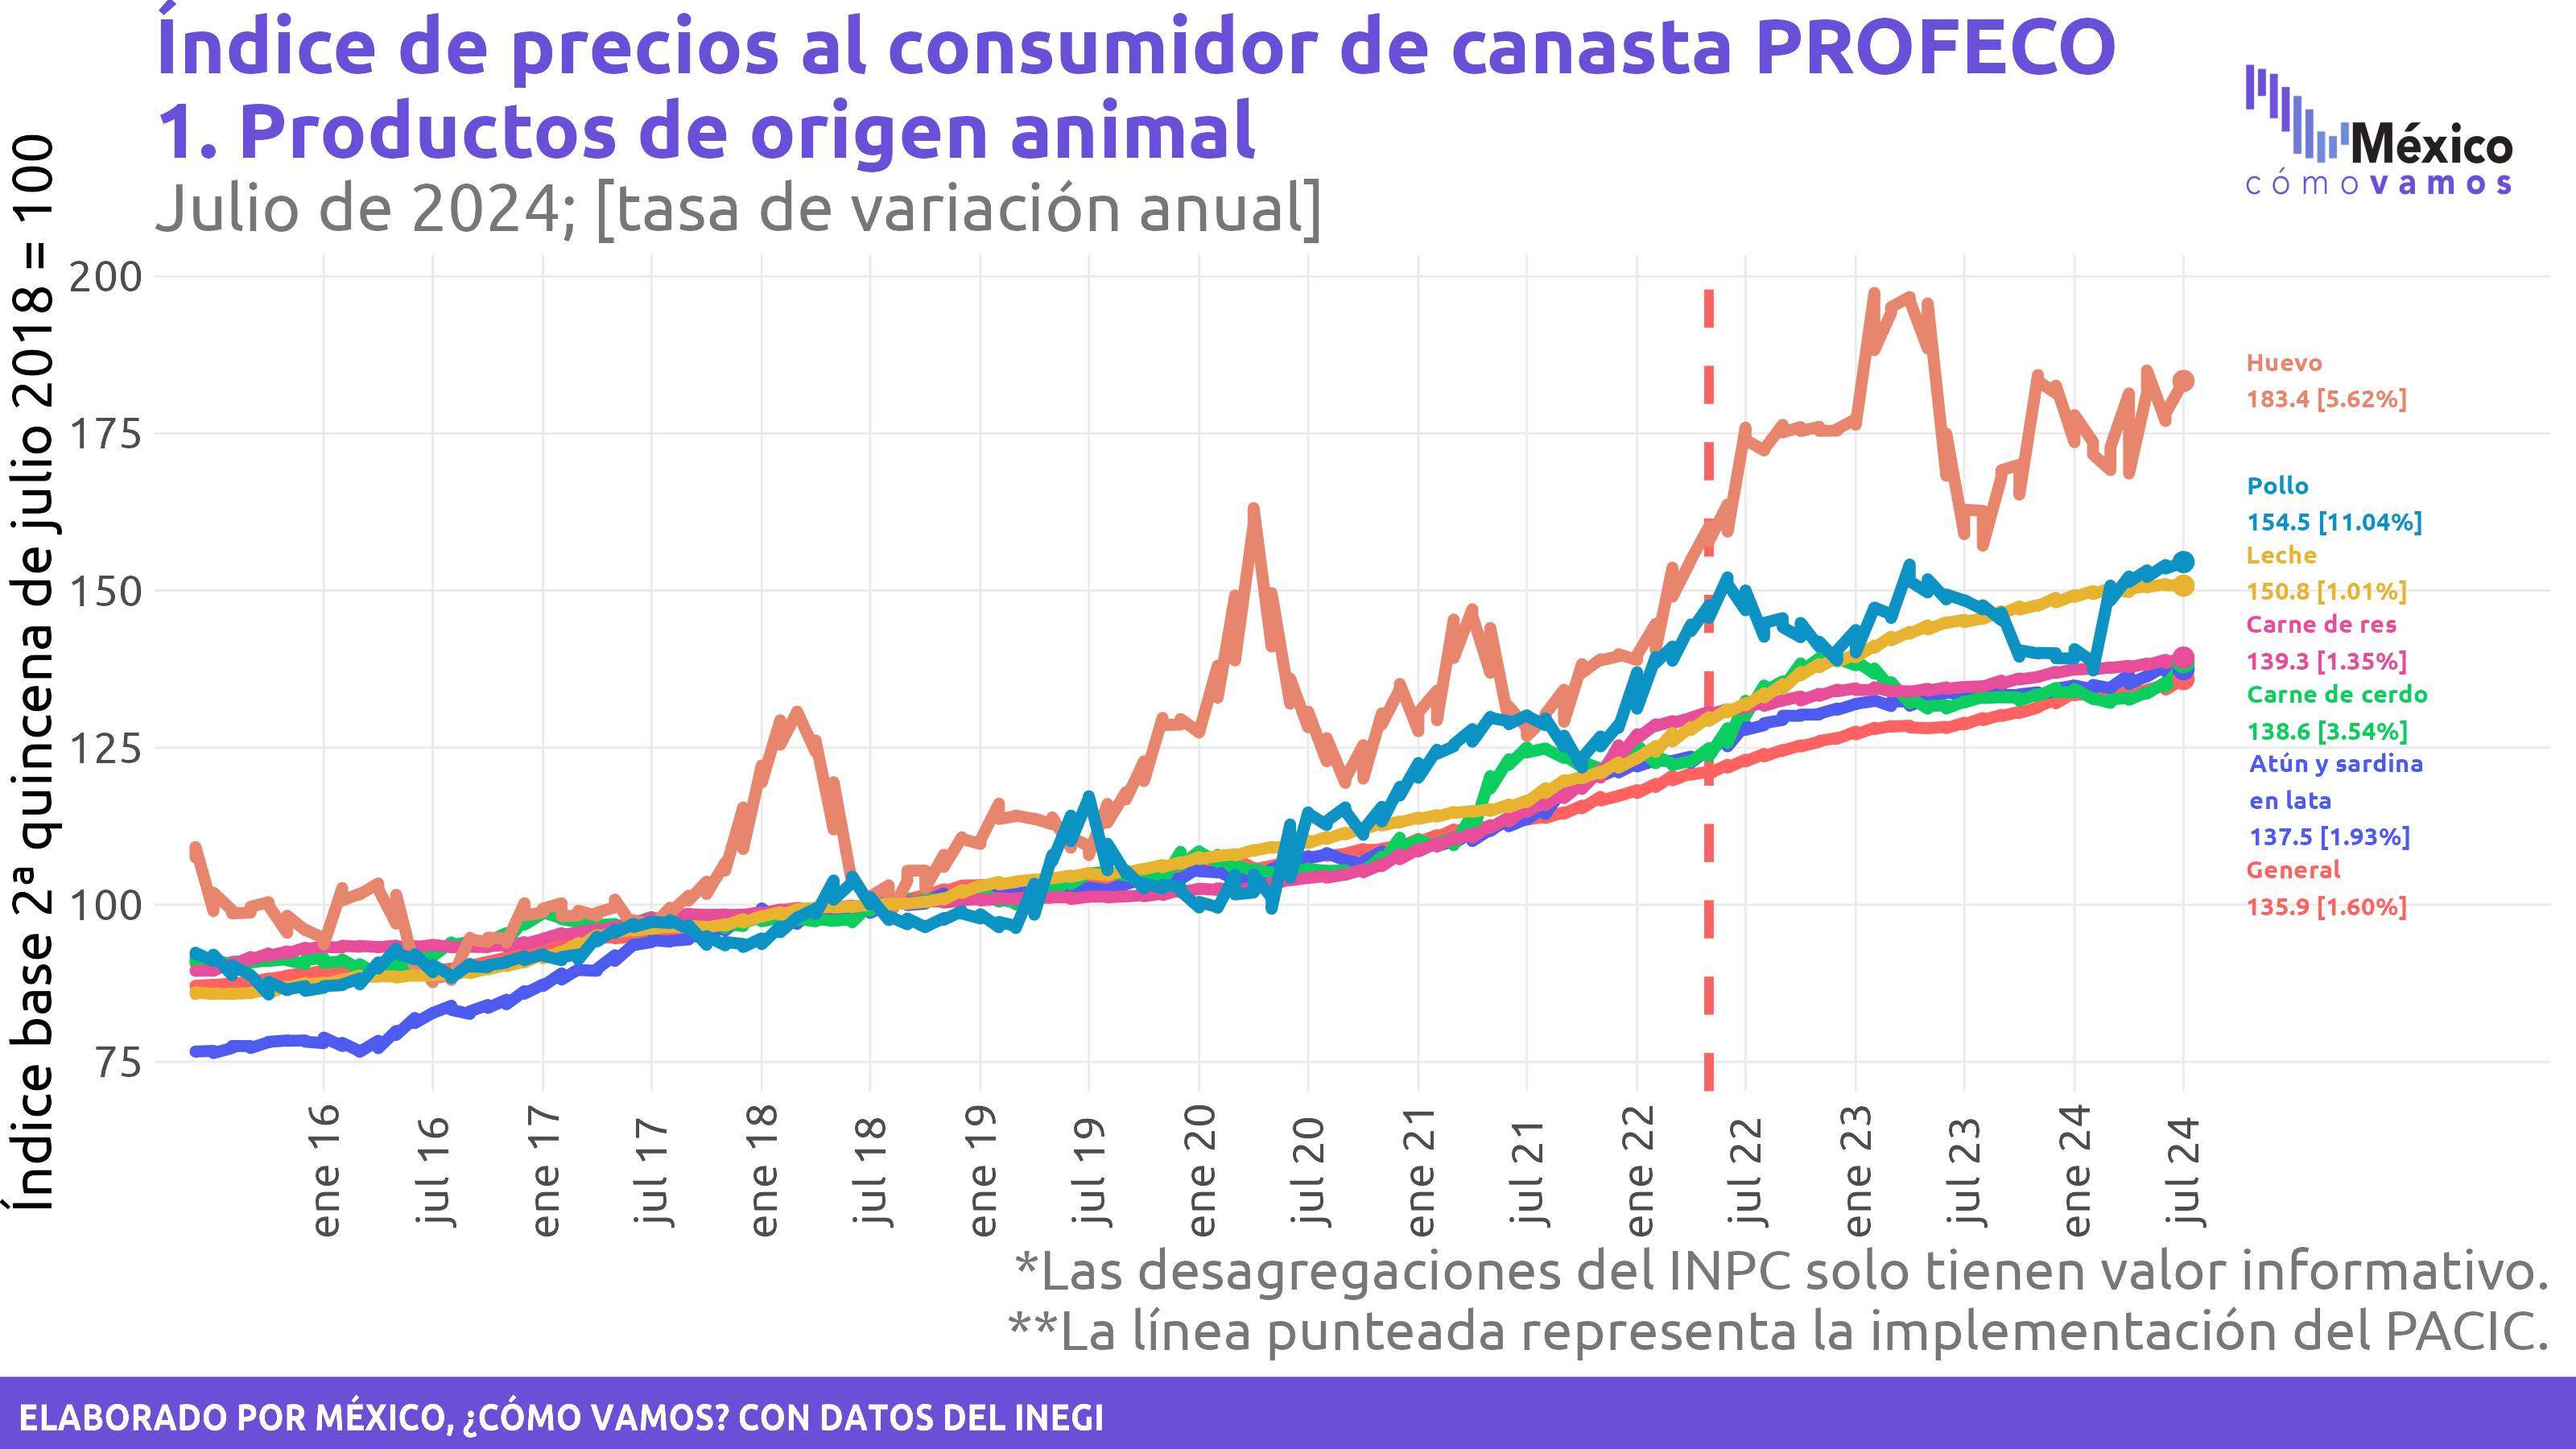 Índice de precios al consumidor de canasta PROFECO
1. Productos de origen animal
Julio de 2024; [tasa de variación anual]
México
cómo vamos
Índice base 2ª quincena de julio 2018 = 100
200
175
150
125
100
75
Huevo
183.4 [5.62%]
Pollo
154.5 [11.04%]
Leche
150.8 [1.01%]
Carne de res
139.3 [1.35%]
Carne de cerdo
138.6 [3.54%]
Atún y sardina
en lata
137.5 [1.93%]
General
135.9 [1.60%]
ene 16
jul 16
ene 17
jul 17
ene 18
jul 18
ene 19
jul 19
ene 20
jul 20
ene 21
jul 21
ene 22
jul 22
ene 23
jul 23
ene 24
jul 24
*Las desagregaciones del INPC solo tienen valor informativo.
**La línea punteada representa la implementación del PACIC.
ELABORADO POR MÉXICO, ¿CÓMO VAMOS? CON DATOS DEL INEGI